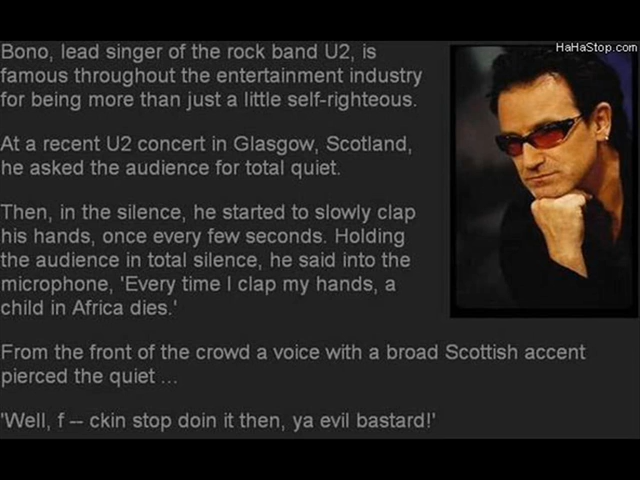 HaHaStop.com
Bono, lead singer of the rock band U2, is
famous throughout the entertainment industry
for being more than just a little self-righteous.
At a recent U2 concert in Glasgow, Scotland,
he asked the audience for total quiet.
Then, in the silence, he started to slowly clap
his hands, once every few seconds. Holding
the audience in total silence, he said into the
microphone, 'Every time I clap my hands, a
child in Africa dies.'
From the front of the crowd a voice with a broad Scottish accent
pierced the quiet ...
'Well, f -- ckin stop doin it then, ya evil bastard!'